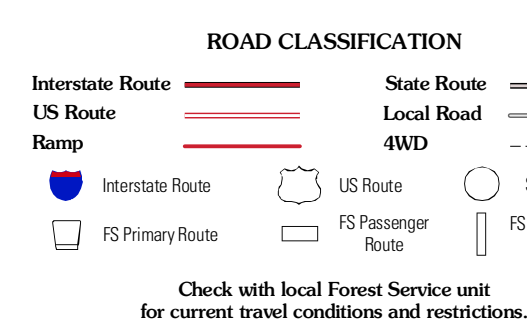 ROAD CLASSIFICATION
Interstate Route
State Route
US Route
Local Road
Ramp
4WD
Interstate Route
US Route
FS Primary Route
FS Passenger
Route
FS
Check with local Forest Service unit
for current travel conditions and restrictions.